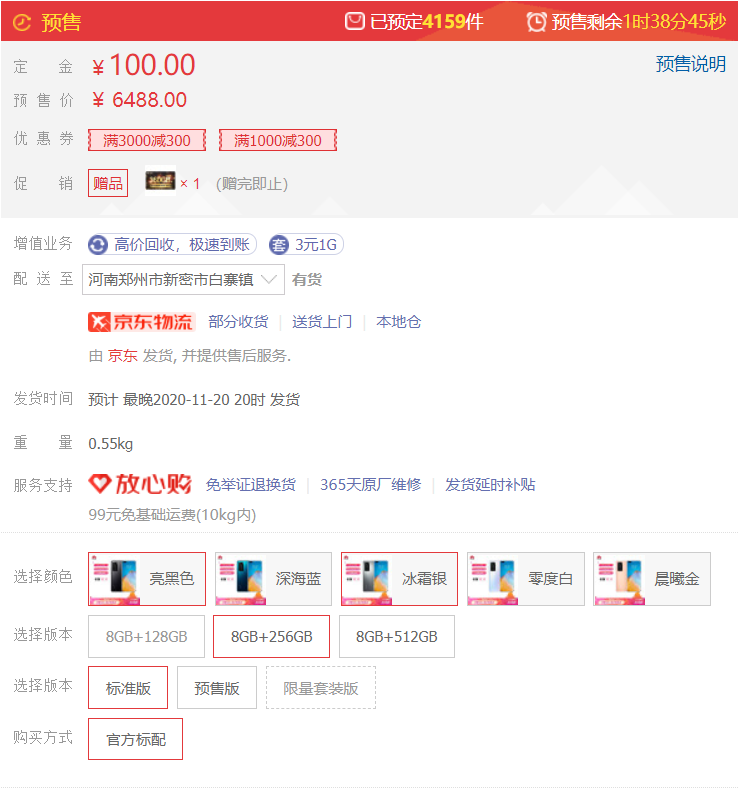 预售 已预定4159件 预售剩余1时38分45秒
定金 ¥100.00 预售说明
预售价 ¥ 6488.00
优惠券 满3000减300 满1000减300
促销 赠品 × 1 (赠完即止)
增值业务 高价回收，极速到账 套 3元1G
配送至 河南郑州市新密市白寨镇 有货
京东物流 部分收货 送货上门 本地仓
由 京东 发货, 并提供售后服务.
发货时间 预计 最晚2020-11-20 20时 发货
重量 0.55kg
服务支持 放心购 免举证退换货 365天原厂维修 发货延时补贴
99元免基础运费(10kg内)
选择颜色 亮黑色 深海蓝 冰霜银 零度白 晨曦金
选择版本 8GB+128GB 8GB+256GB 8GB+512GB
选择版本 标准版 预售版 限量套装版
购买方式 官方标配